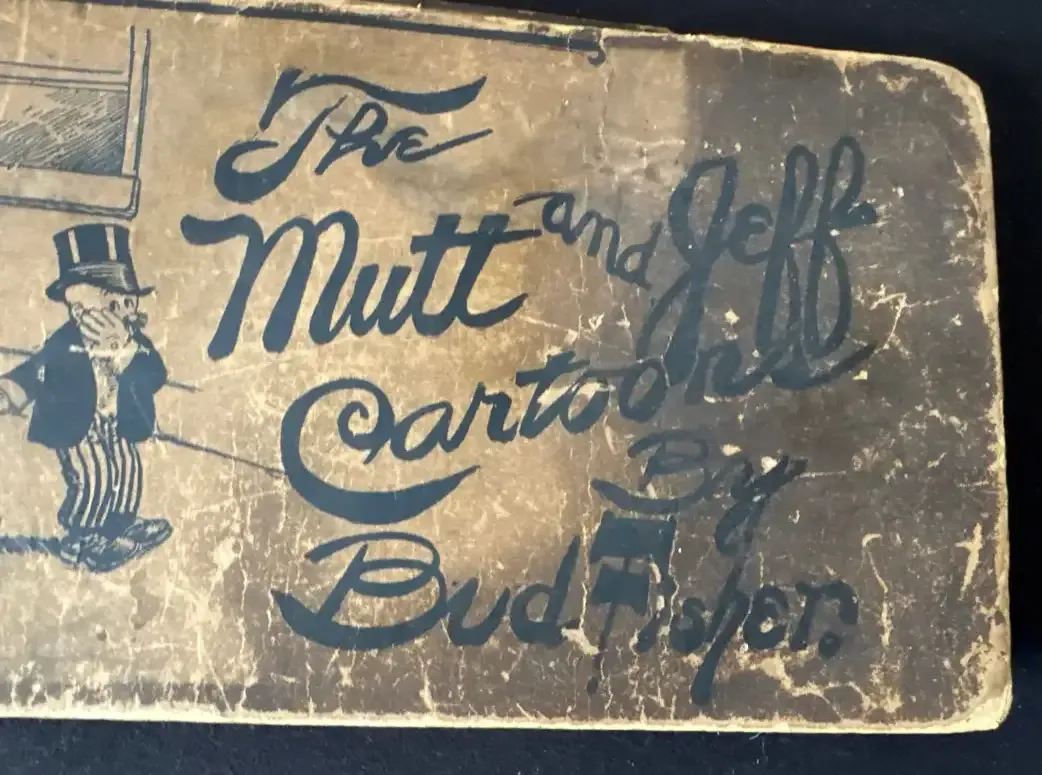 The
Mutt and Jeff
Cartoons
By
Bud Fisher.